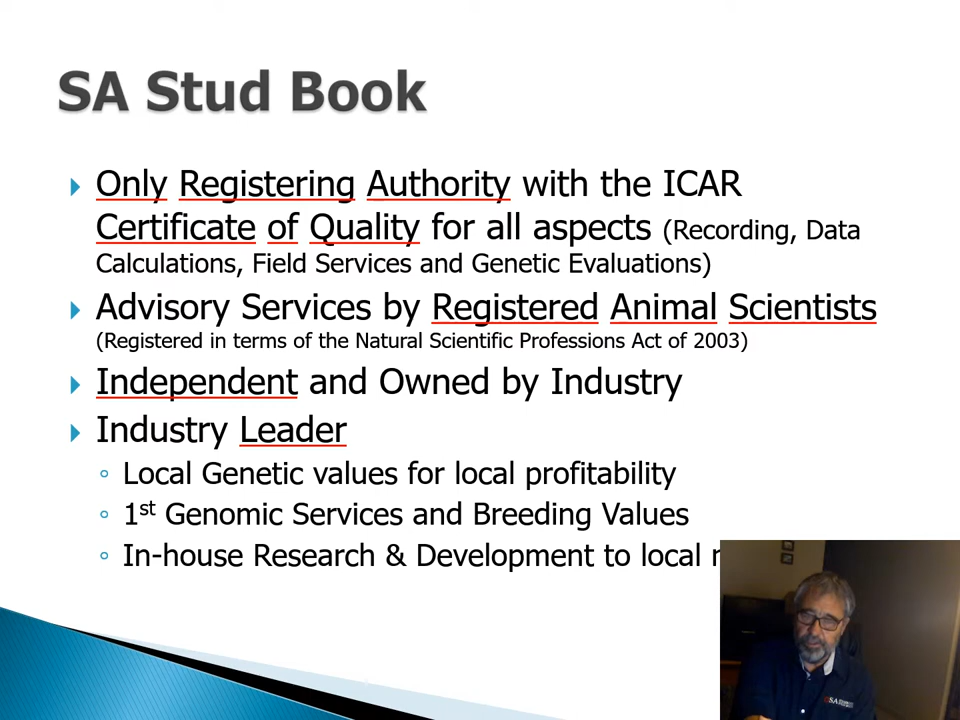 SA Stud Book
Only Registering Authority with the ICAR
Certificate of Quality for all aspects (Recording, Data
Calculations, Field Services and Genetic Evaluations)
Advisory Services by Registered Animal Scientists
(Registered in terms of the Natural Scientific Professions Act of 2003)
Independent and Owned by Industry
Industry Leader
Local Genetic values for local profitability
1st Genomic Services and Breeding Values
In-house Research & Development to local
SA